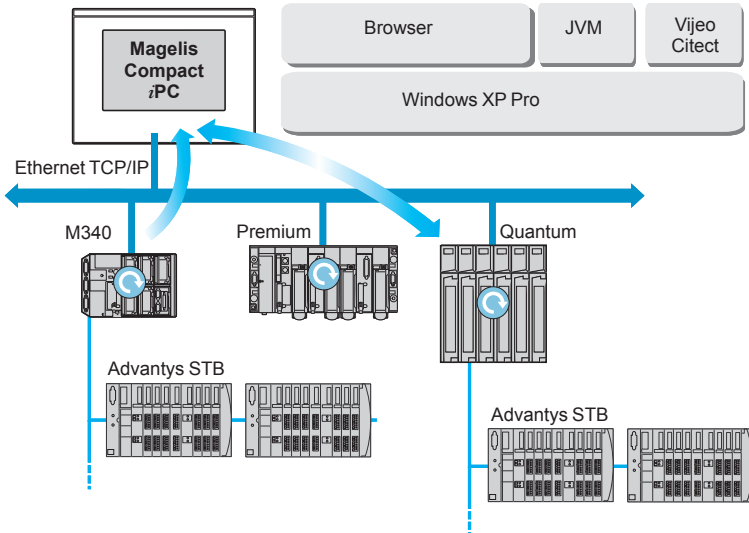 Magelis
Compact
iPC
Browser
JVM
Vijeo
Citect
Windows XP Pro
Ethernet TCP/IP
M340
Premium
Quantum
Advantys STB
Advantys STB